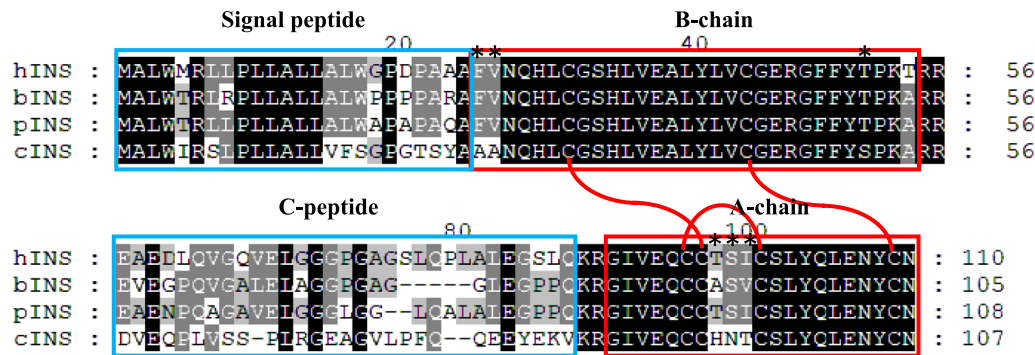 Signal peptide B-chain
20 ** 40 *
hINS : MALWMRLLPLLALLALWGPDPAAAFVNQHLCGSHLVEALYLVCGERGFFYTPKTRR : 56
bINS : MALWTRLRPLLALLALWPPPPARAFVNQHLCGSHLVEALYLVCGERGFFYTPKARR : 56
pINS : MALWTRLLPLLALLALWAPAPAQAFVNQHLCGSHLVEALYLVCGERGFFYTPKARR : 56
cINS : MALWIRSLPLLALLVFSGPGTSYAAANQHLCGSHLVEALYLVCGERGFFYSPKARR : 56
C-peptide A-chain
80 *** 100
hINS : EAEDLQVGQVELGGGPGAGSLQPLALEGSLQKRGIVEQCCTSICSLYQLENYCN : 110
bINS : EVEGPQVGALELAGGPGAG-----GLEGPPQKRGIVEQCCASVCSLYQLENYCN : 105
pINS : EAENPQAGAVELGGGLGG--LQALALEGPPQKRGIVEQCCTSICSLYQLENYCN : 108
cINS : DVEQPLVSS-PLRGEAGVLPFQ--QEEYEKVKRGIVEQCCHNTCSLYQLENYCN : 107